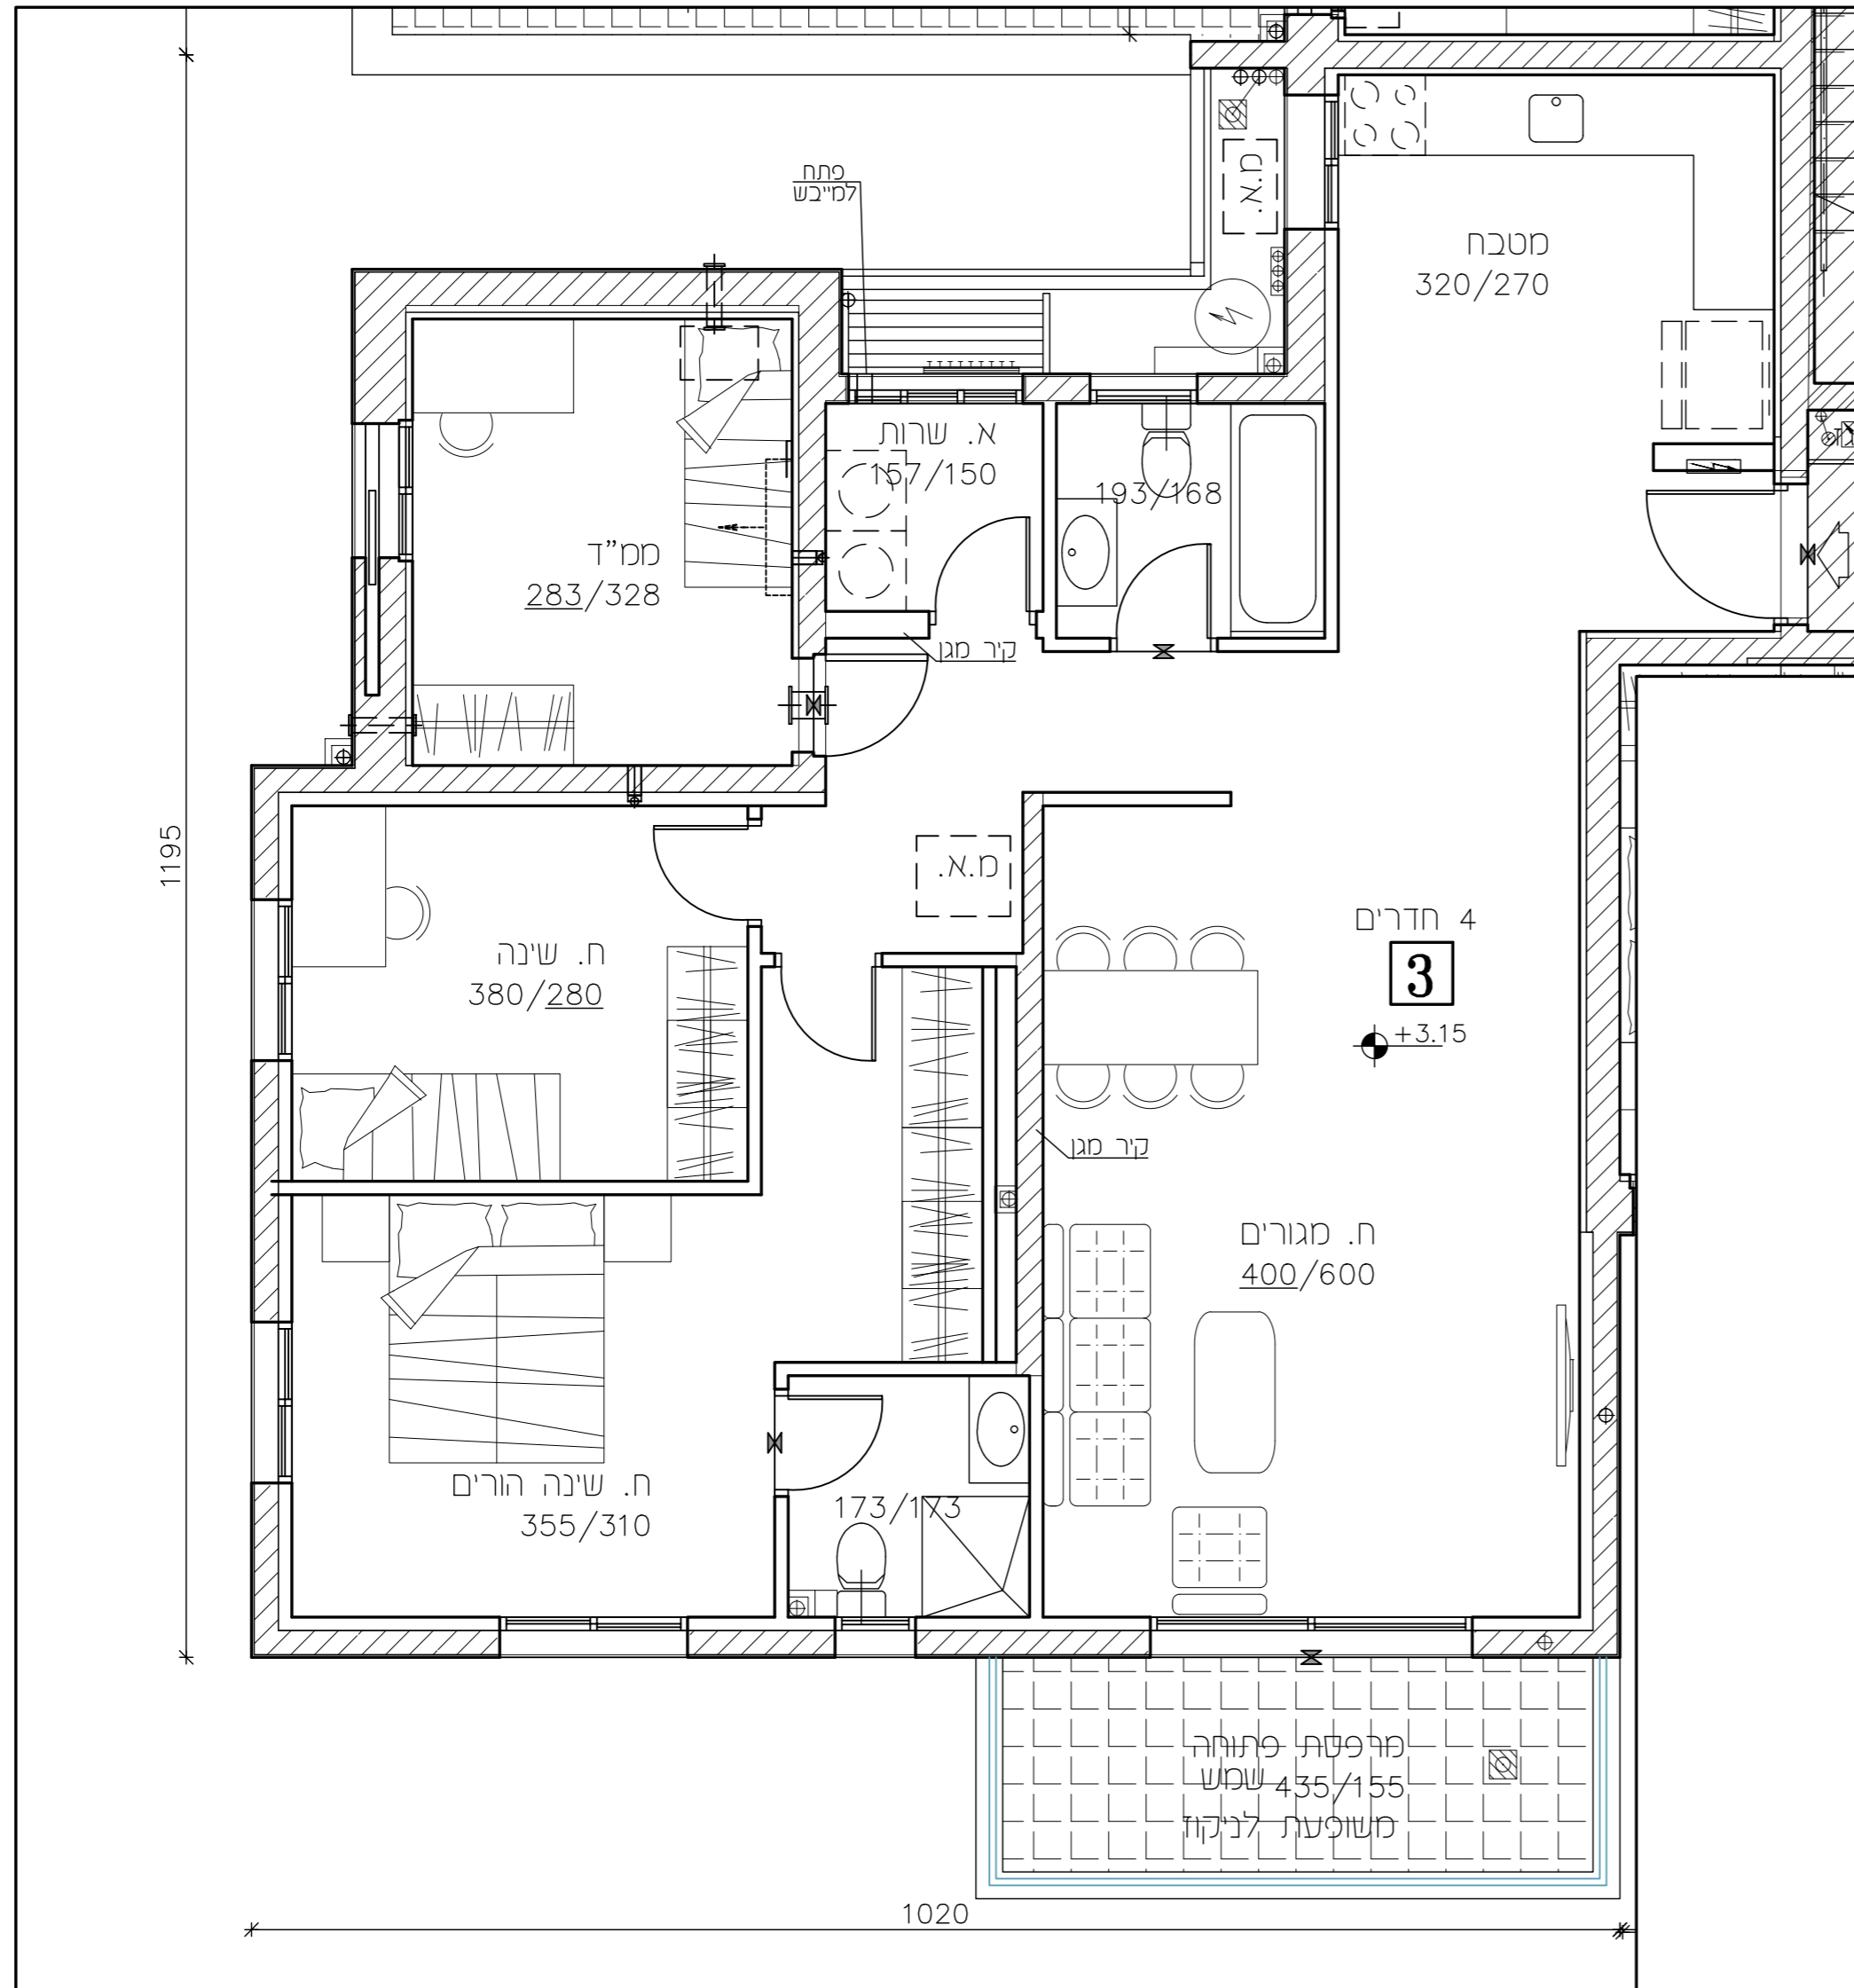 פתח
למייבש
מ.א.
מטבח
320/270
א. שרות
157/150
193/168
ממ"ד
283/328
קיר מגן
1195
מ.א.
ח. שינה
380/280
4 חדרים
3
+3.15
קיר מגן
ח. מגורים
400/600
ח. שינה הורים
355/310
173/173
מרפסת פתוחה
שמש 435/155
משופעת לניקוז
1020